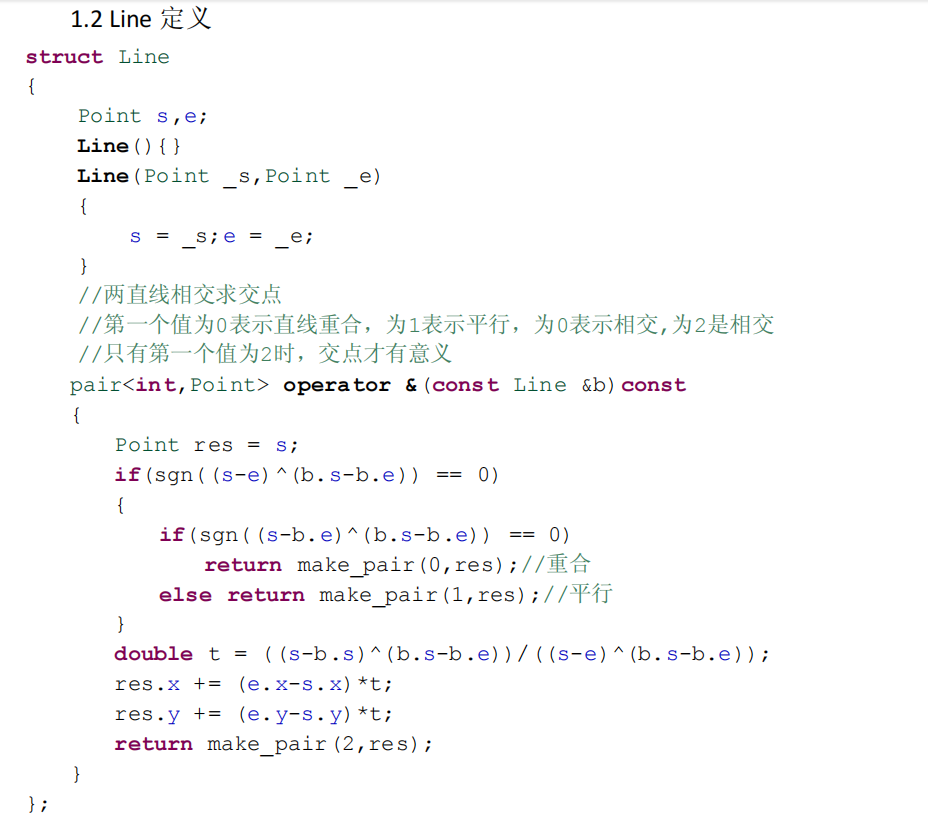 1.2 Line 定义
struct Line
{
Point s,e;
Line(){}
Line(Point _s,Point _e)
{
s = _s;e = _e;
}
//两直线相交求交点
//第一个值为0表示直线重合，为1表示平行，为0表示相交,为2是相交
//只有第一个值为2时，交点才有意义
pair<int,Point> operator &(const Line &b)const
{
Point res = s;
if(sgn((s-e)^(b.s-b.e)) == 0)
{
if(sgn((s-b.e)^(b.s-b.e)) == 0)
return make_pair(0,res);//重合
else return make_pair(1,res);//平行
}
double t = ((s-b.s)^(b.s-b.e))/((s-e)^(b.s-b.e));
res.x += (e.x-s.x)*t;
res.y += (e.y-s.y)*t;
return make_pair(2,res);
}
};